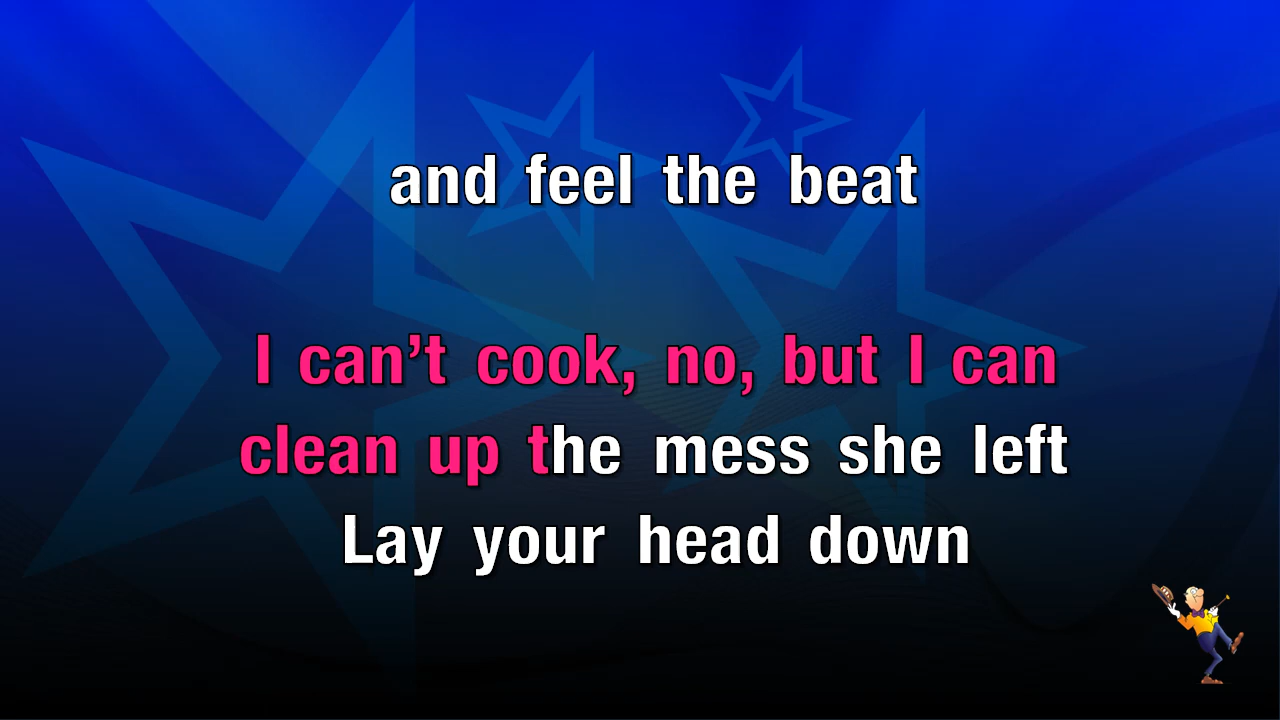 and feel the beat
I can’t cook, no, but I can
clean up the mess she left
Lay your head down